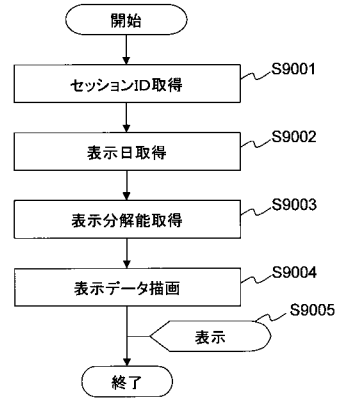 開始
セッションID取得
S9001
表示日取得
S9002
表示分解能取得
S9003
表示データ描画
S9004
表示
S9005
終了